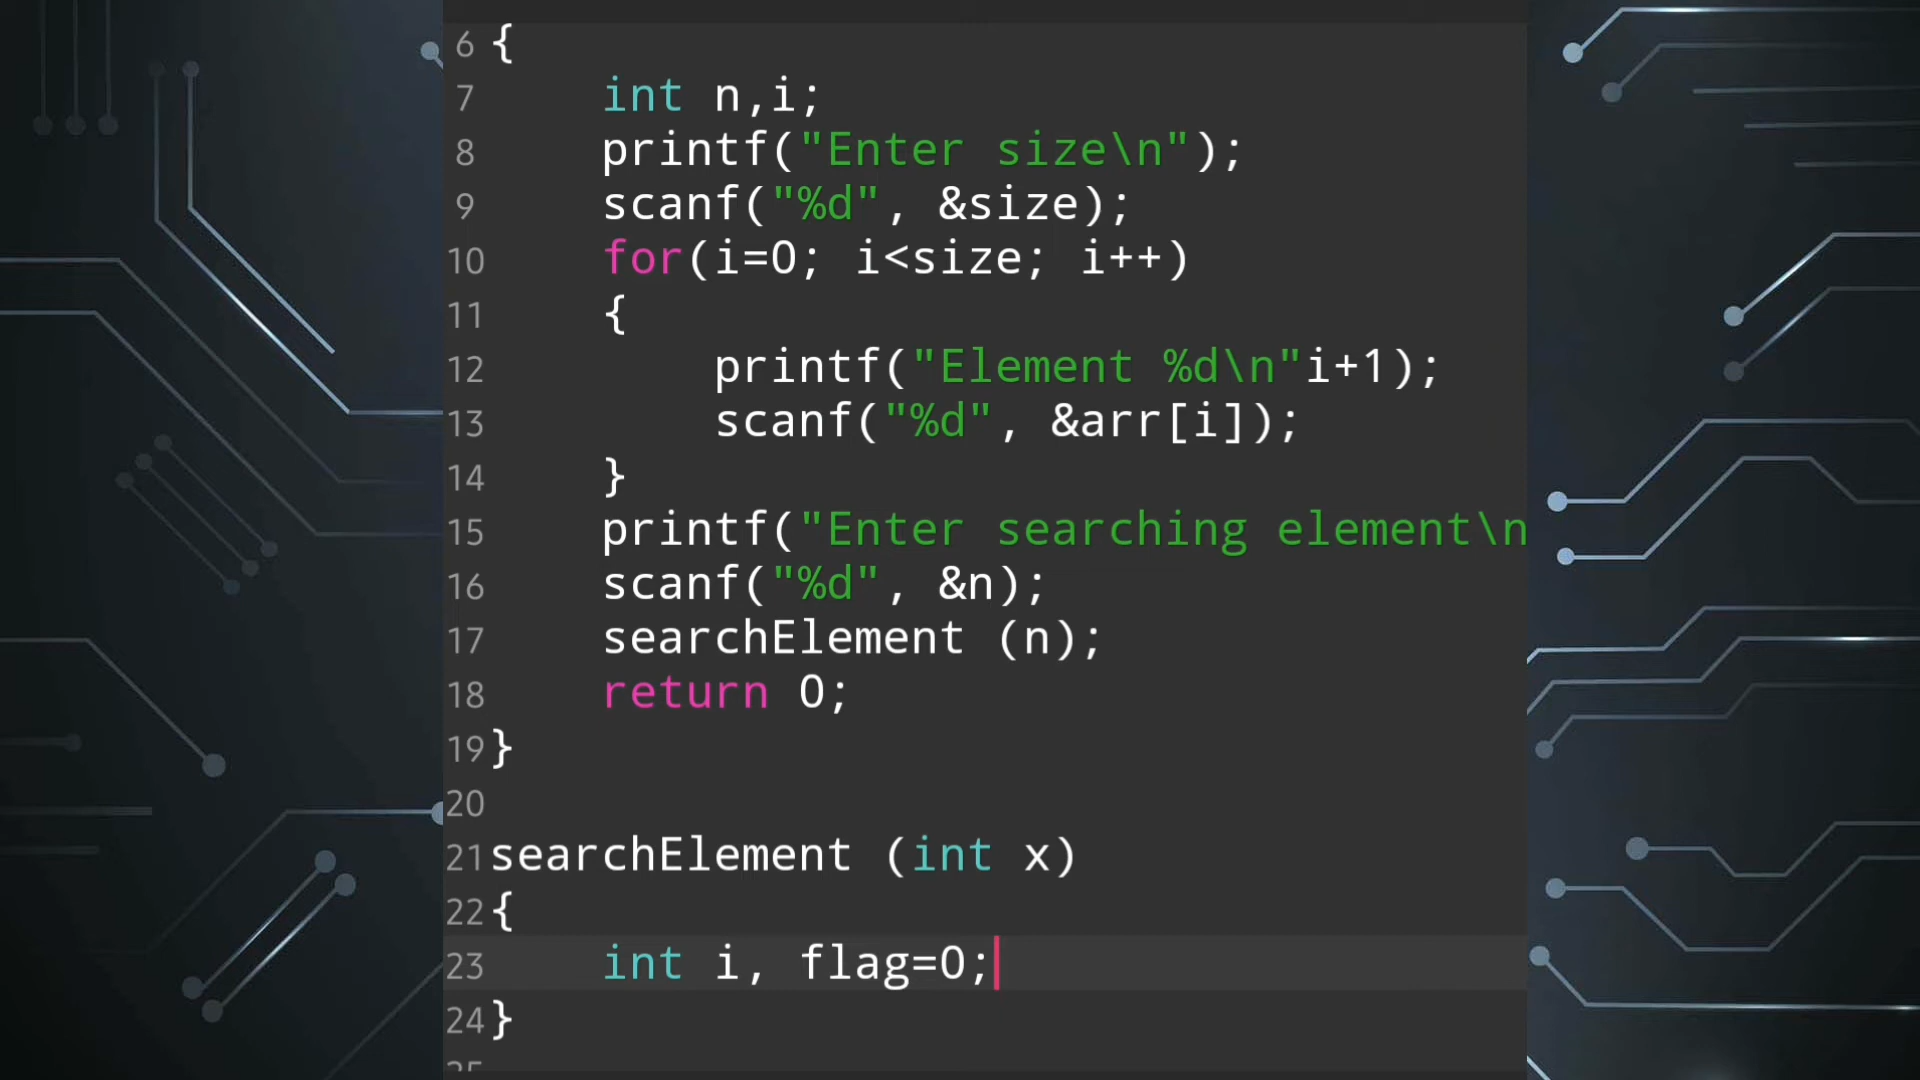 6 {
7 int n,i;
8 printf("Enter size\n");
9 scanf("%d", &size);
10 for(i=0; i<size; i++)
11 {
12 printf("Element %d\n"i+1);
13 scanf("%d", &arr[i]);
14 }
15 printf("Enter searching element\n
16 scanf("%d", &n);
17 searchElement (n);
18 return 0;
19 }
20
21 searchElement (int x)
22 {
23 int i, flag=0;
24 }